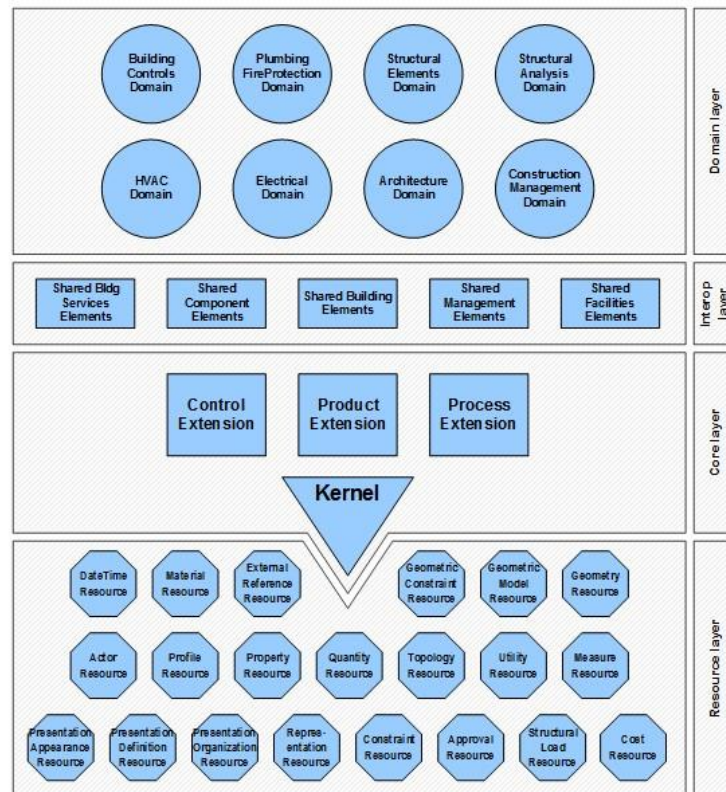 Building
Controls
Domain
Plumbing
FireProtection
Domain
Structural
Elements
Domain
Structural
Analysis
Domain
HVAC
Domain
Electrical
Domain
Architecture
Domain
Construction
Management
Domain
Domain layer
Shared Bldg
Services
Elements
Shared
Component
Elements
Shared Building
Elements
Shared
Management
Elements
Shared
Facilities
Elements
Interop
layer
Control
Extension
Product
Extension
Process
Extension
Kernel
Core layer
DateTime
Resource
Material
Resource
External
Reference
Resource
Geometric
Constraint
Resource
Geometric
Model
Resource
Geometry
Resource
Actor
Resource
Profile
Resource
Property
Resource
Quantity
Resource
Topology
Resource
Utility
Resource
Measure
Resource
Presentation
Appearance
Resource
Presentation
Definition
Resource
Presentation
Organization
Resource
Repre-
sentation
Resource
Constraint
Resource
Approval
Resource
Structural
Load
Resource
Cost
Resource
Resource layer